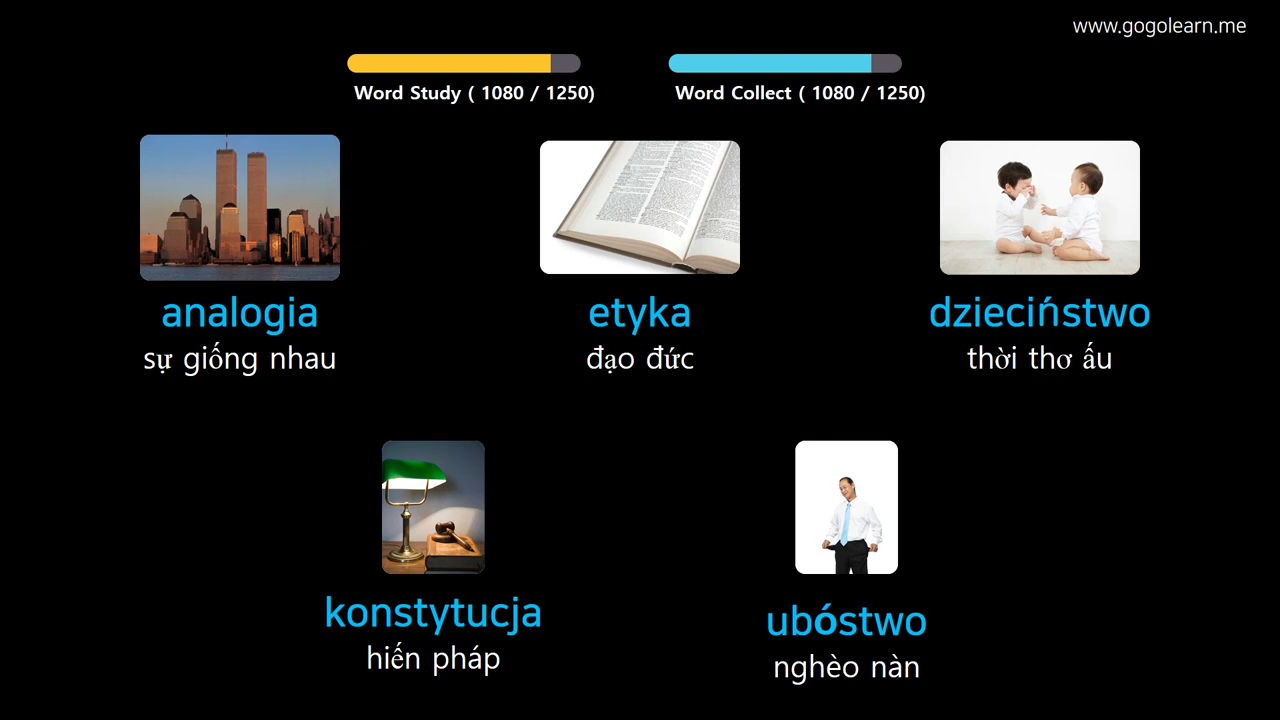 www.gogolearn.me
Word Study ( 1080 / 1250)
Word Collect ( 1080 / 1250)
analogia
sự giống nhau
etyka
đạo đức
dzieciństwo
thời thơ ấu
konstytucja
hiến pháp
ubóstwo
nghèo nàn